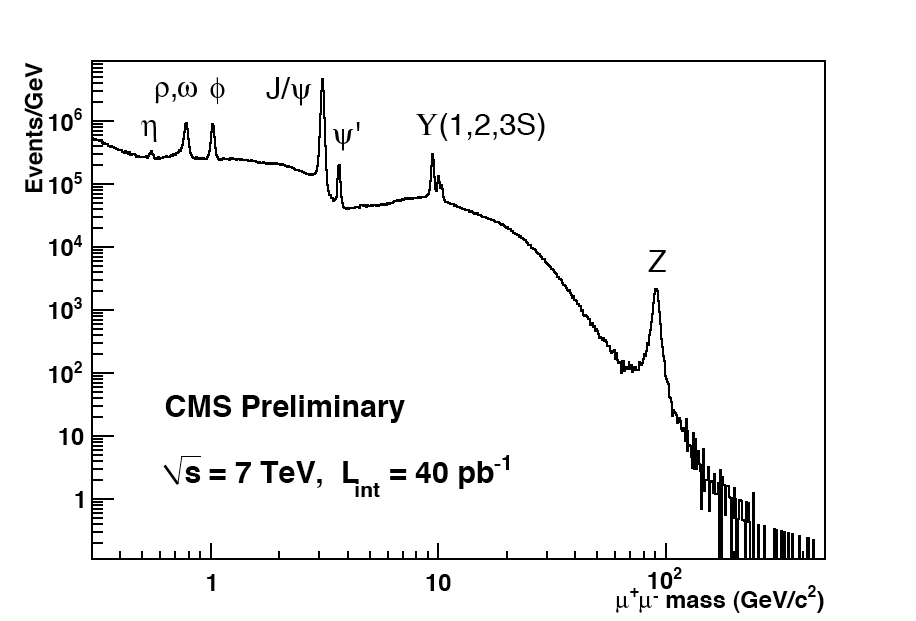 Events/GeV
10⁶
10⁵
10⁴
10³
10²
10
1
η
ρ,ω
ϕ
J/ψ
ψ'
Υ(1,2,3S)
Z
CMS Preliminary
√s = 7 TeV, L_int = 40 pb⁻¹
1
10
10²
μ⁺μ⁻ mass (GeV/c²)